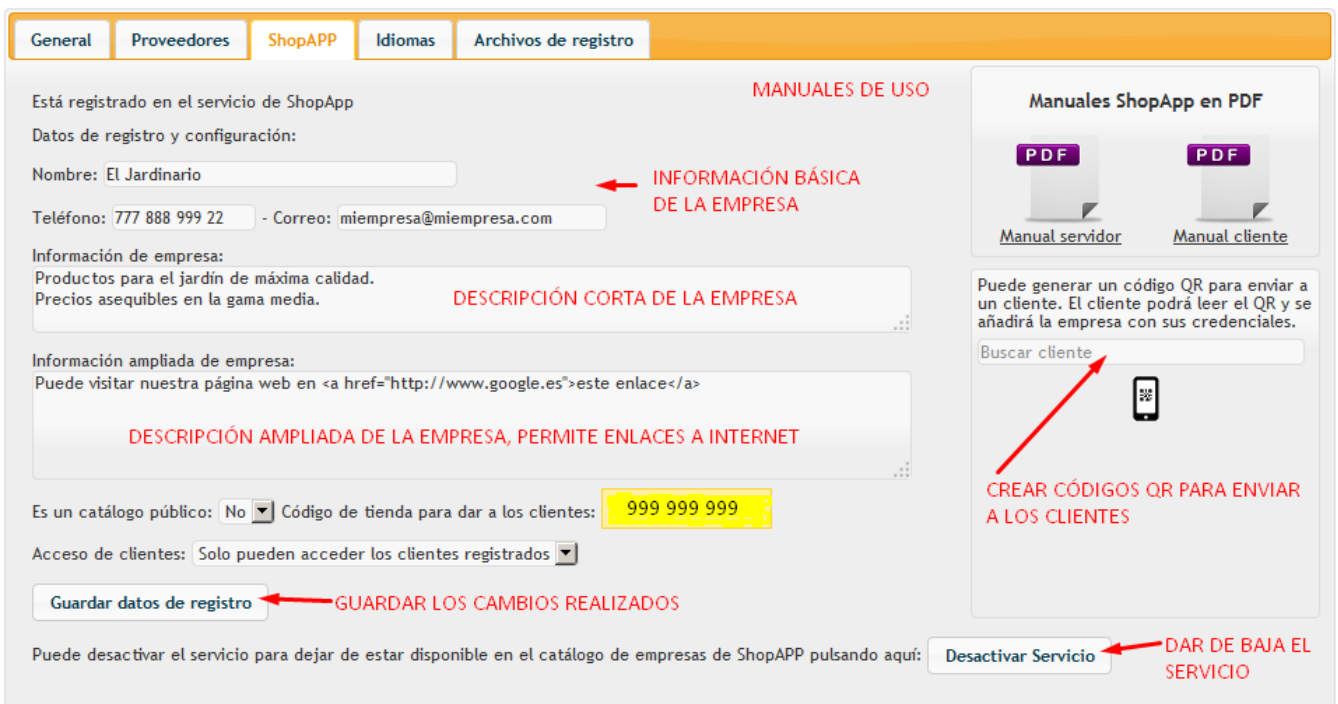 General Proveedores ShopAPP Idiomas Archivos de registro
Está registrado en el servicio de ShopApp
MANUALES DE USO
Datos de registro y configuración:
Nombre: El Jardinario
INFORMACIÓN BÁSICA
DE LA EMPRESA
Teléfono: 777 888 999 22 - Correo: miempresa@miempresa.com
Información de empresa:
Productos para el jardín de máxima calidad.
Precios asequibles en la gama media.
DESCRIPCIÓN CORTA DE LA EMPRESA
Información ampliada de empresa:
Puede visitar nuestra página web en <a href="http://www.google.es">este enlace</a>
DESCRIPCIÓN AMPLIADA DE LA EMPRESA, PERMITE ENLACES A INTERNET
Es un catálogo público: No Código de tienda para dar a los clientes: 999 999 999
Acceso de clientes: Solo pueden acceder los clientes registrados
Guardar datos de registro
GUARDAR LOS CAMBIOS REALIZADOS
Manuales ShopApp en PDF
PDF PDF
Manual servidor Manual cliente
Puede generar un código QR para enviar a
un cliente. El cliente podrá leer el QR y se
añadirá la empresa con sus credenciales.
Buscar cliente
CREAR CÓDIGOS QR PARA ENVIAR
A LOS CLIENTES
Puede desactivar el servicio para dejar de estar disponible en el catálogo de empresas de ShopAPP pulsando aquí: Desactivar Servicio
DAR DE BAJA EL
SERVICIO